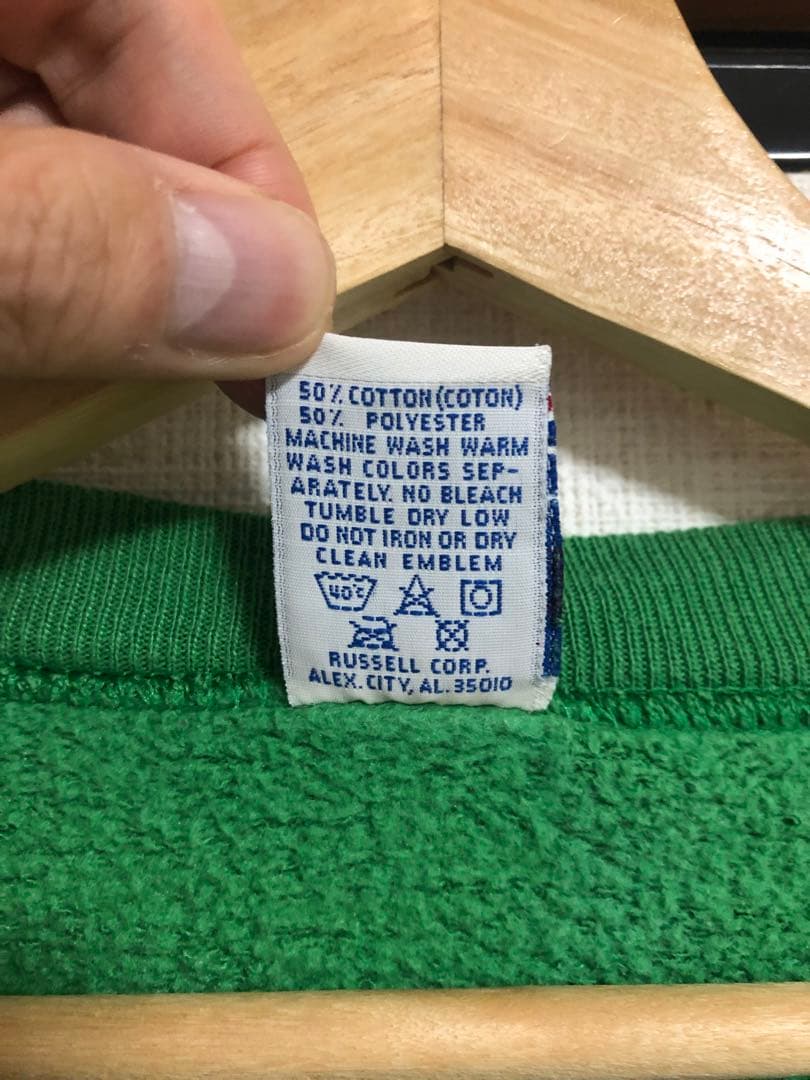 50% COTTON(COTON)
50% POLYESTER
MACHINE WASH WARM
WASH COLORS SEP-
ARATELY. NO BLEACH
TUMBLE DRY LOW
DO NOT IRON OR DRY
CLEAN EMBLEM
40°C
RUSSELL CORP.
ALEX. CITY, AL. 35010